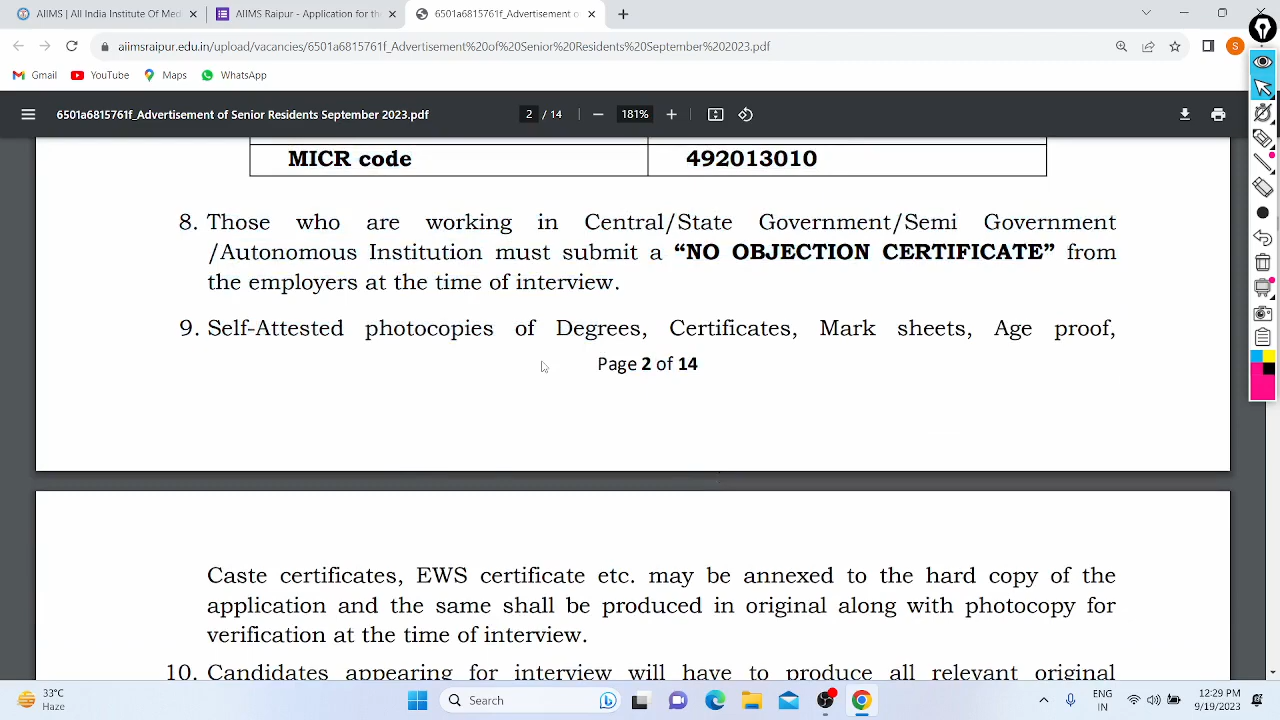 AIIMS | All India Institute Of Med
AIIMS Raipur - Application for th
6501a6815761f_Advertisement o
aiimsraipur.edu.in/upload/vacancies/6501a6815761f_Advertisement%20of%20
Residents%20September%202023.pdf
S
Gmail
YouTube
Maps
WhatsApp
6501a6815761f_Advertisement of Senior Residents September 2023.pdf
2 / 14
181%
MICR code
492013010
8. Those who are working in Central/State Government/Semi Government
/Autonomous Institution must submit a “NO OBJECTION CERTIFICATE” from
the employers at the time of interview.
9. Self-Attested photocopies of Degrees, Certificates, Mark sheets, Age proof,
Page 2 of 14
Caste certificates, EWS certificate etc. may be annexed to the hard copy of the
application and the same shall be produced in original along with photocopy for
verification at the time of interview.
10. Candidates appearing for interview will have to produce all relevant original
33°C
Haze
Search
ENG
IN
12:29 PM
9/19/2023